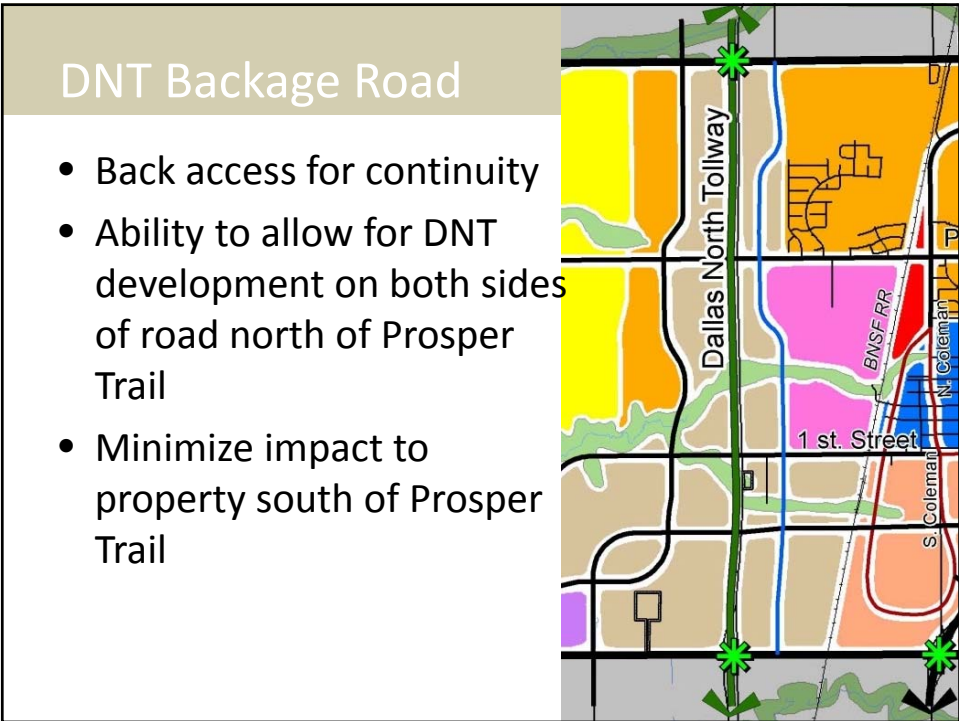 DNT Backage Road
• Back access for continuity
• Ability to allow for DNT
development on both sides
of road north of Prosper
Trail
• Minimize impact to
property south of Prosper
Trail
Dallas North Tollway
P
BNSF RR
N. Coleman
1 st. Street
S. Coleman